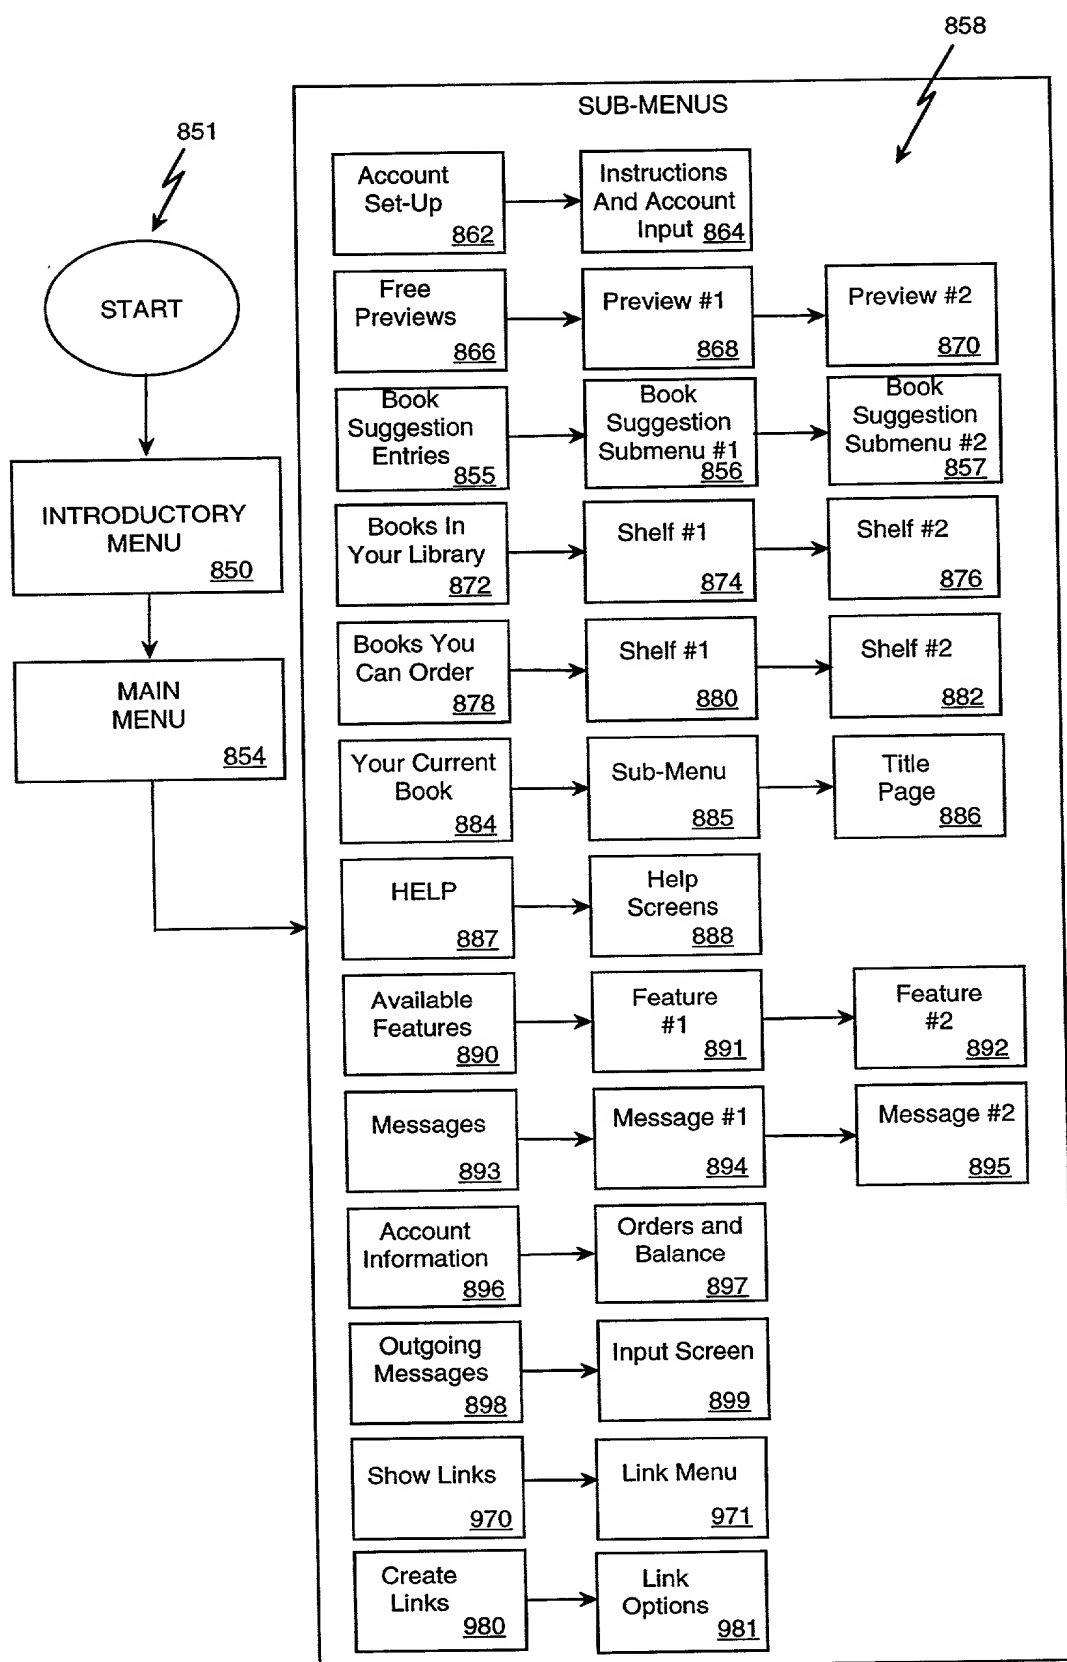 858
SUB-MENUS
851
START
INTRODUCTORY
MENU
850
MAIN
MENU
854
Account
Set-Up
862
Instructions
And Account
Input 864
Free
Previews
866
Preview #1
868
Preview #2
870
Book
Suggestion
Entries
855
Book
Suggestion
Submenu #1
856
Book
Suggestion
Submenu #2
857
Books In
Your Library
872
Shelf #1
874
Shelf #2
876
Books You
Can Order
878
Shelf #1
880
Shelf #2
882
Your Current
Book
884
Sub-Menu
885
Title
Page
886
HELP
887
Help
Screens
888
Available
Features
890
Feature
#1
891
Feature
#2
892
Messages
893
Message #1
894
Message #2
895
Account
Information
896
Orders and
Balance
897
Outgoing
Messages
898
Input Screen
899
Show Links
970
Link Menu
971
Create
Links
980
Link
Options
981